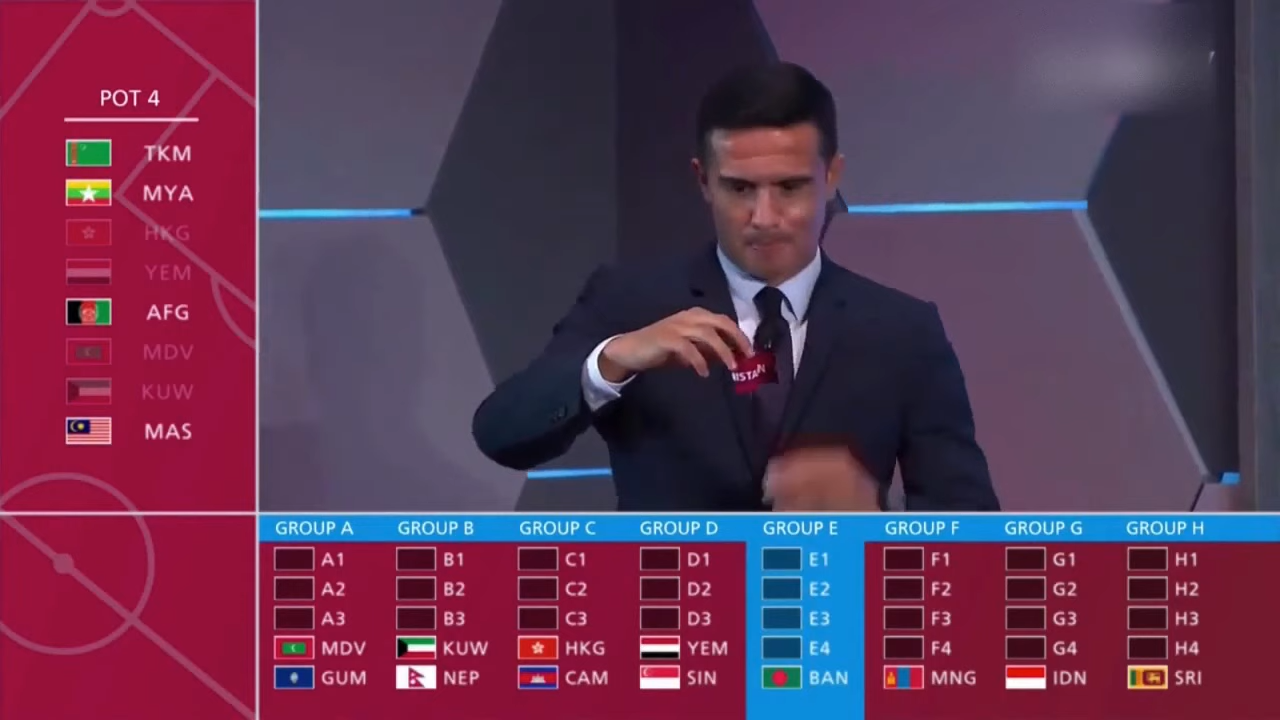 POT 4
TKM
MYA
HKG
YEM
AFG
MDV
KUW
MAS
NISTAN
GROUP A GROUP B GROUP C GROUP D GROUP E GROUP F GROUP G GROUP H
A1 B1 C1 D1 E1 F1 G1 H1
A2 B2 C2 D2 E2 F2 G2 H2
A3 B3 C3 D3 E3 F3 G3 H3
MDV KUW HKG YEM E4 F4 G4 H4
GUM NEP CAM SIN BAN MNG IDN SRI